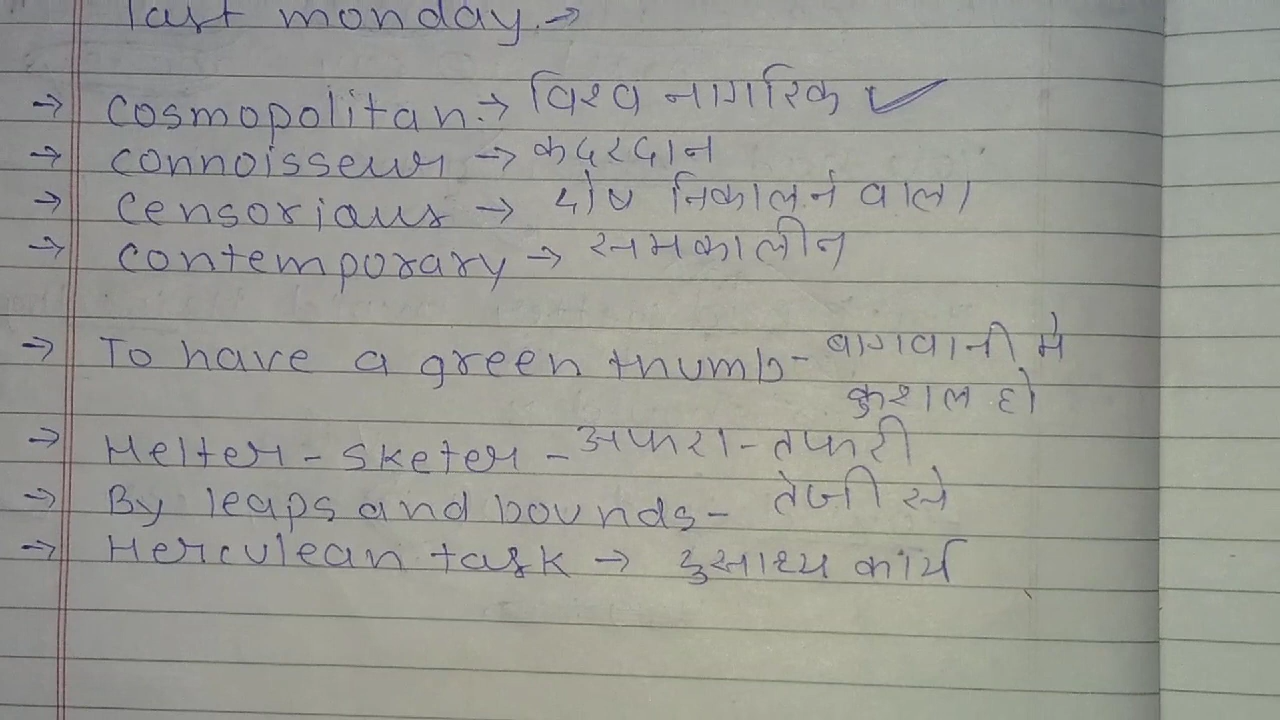 last monday.→
→ Cosmopolitan.→ विश्व नागरिक ✓
→ Connoisseur → कदरदान
→ Censorious → दोष निकालने वाला
→ Contemporary → समकालीन
→ To have a green thumb - बागवानी मे
कुशल हो
→ Helter - sketer - अफरा - तफरी
→ By leaps and bounds - तेजी से
→ Herculean task → दुसाध्य कार्य